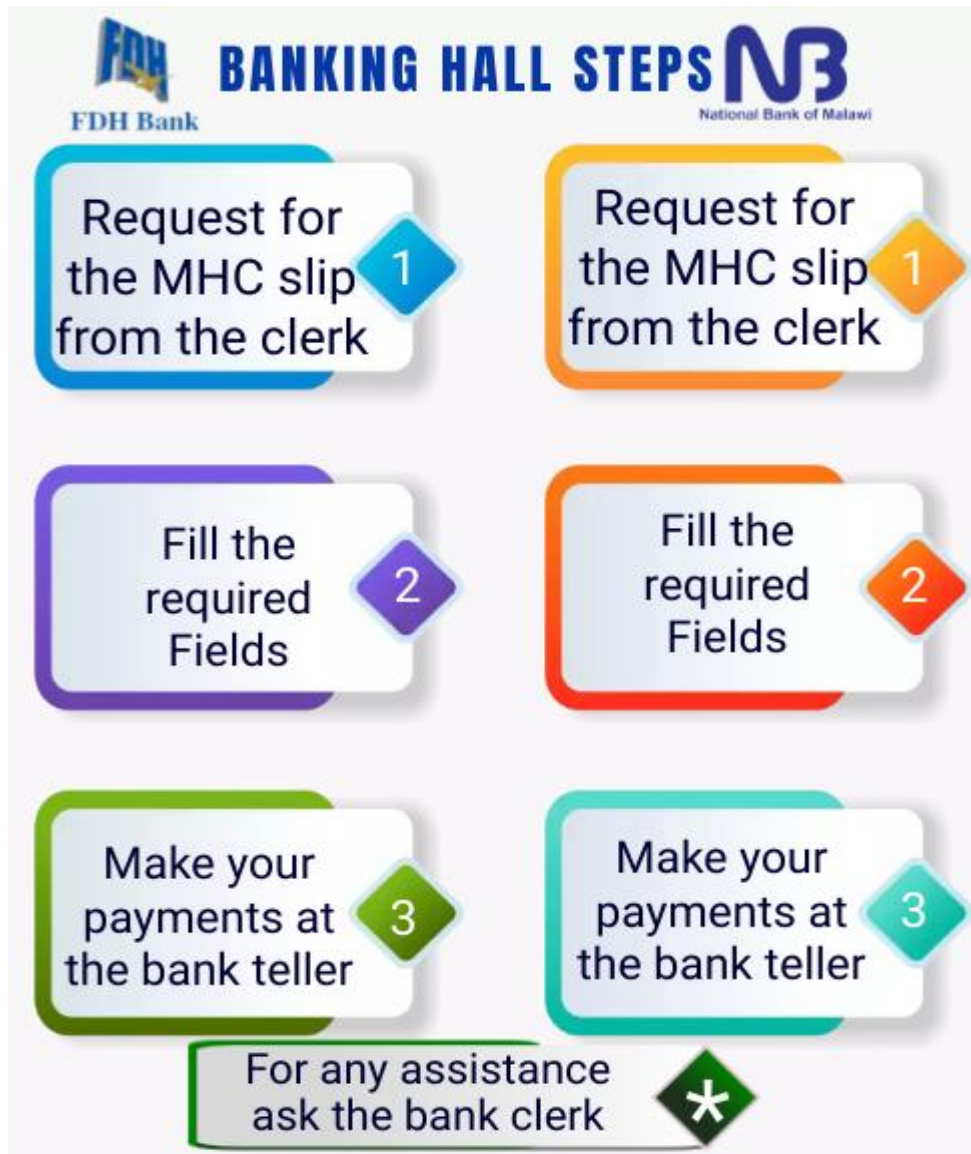 FDH
FDH Bank
BANKING HALL STEPS
NB
National Bank of Malawi
Request for
the MHC slip
from the clerk
1
Fill the
required
Fields
2
Make your
payments at
the bank teller
3
Request for
the MHC slip
from the clerk
1
Fill the
required
Fields
2
Make your
payments at
the bank teller
3
For any assistance
ask the bank clerk
*